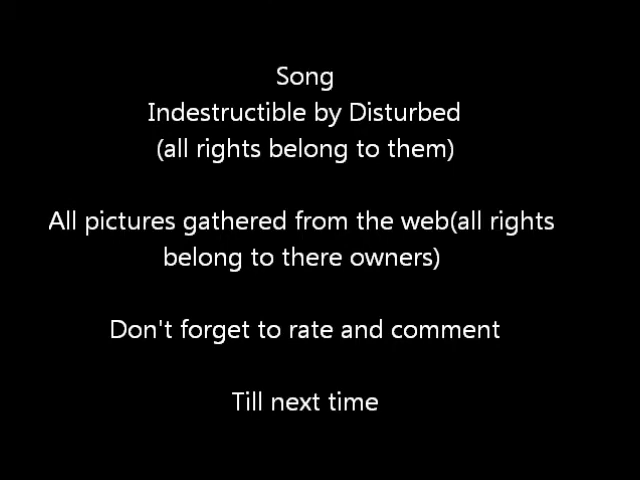 Song
Indestructible by Disturbed
(all rights belong to them)
All pictures gathered from the web(all rights
belong to there owners)
Don't forget to rate and comment
Till next time